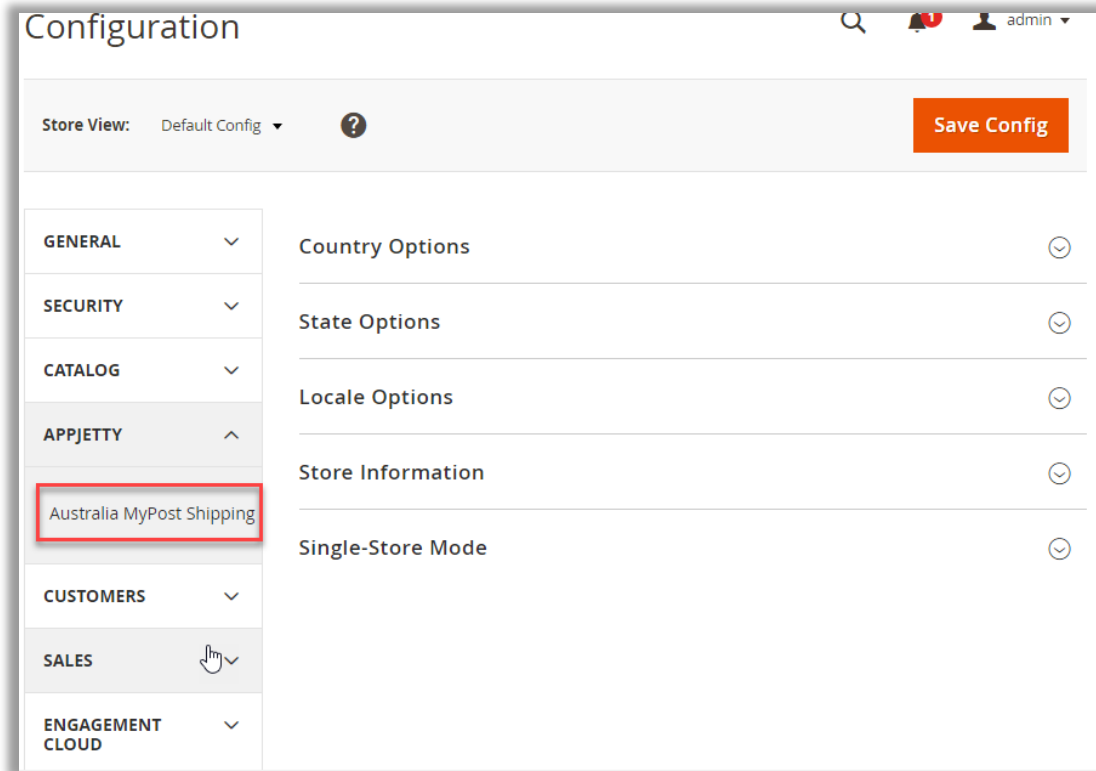 Configuration
1
admin
Store View: Default Config ?
Save Config
GENERAL
SECURITY
CATALOG
APPJETTY
Australia MyPost Shipping
CUSTOMERS
SALES
ENGAGEMENT
CLOUD
Country Options
State Options
Locale Options
Store Information
Single-Store Mode